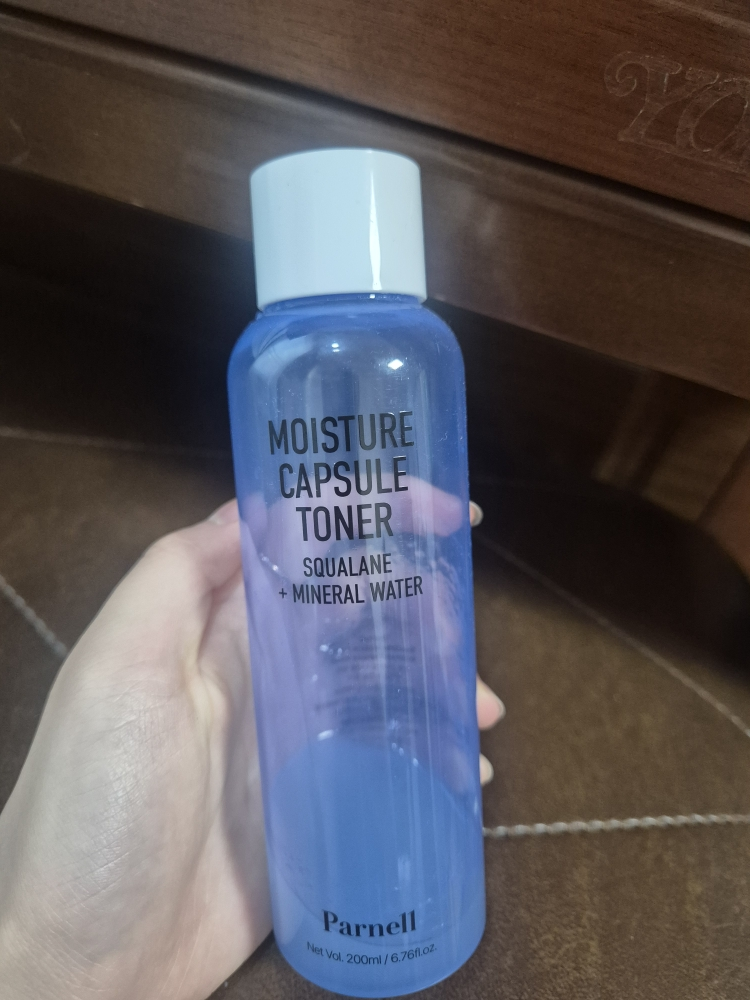 MOISTURE
CAPSULE
TONER
SQUALANE
+ MINERAL WATER
Parnell
Net Vol. 200ml / 6.76fl.oz.